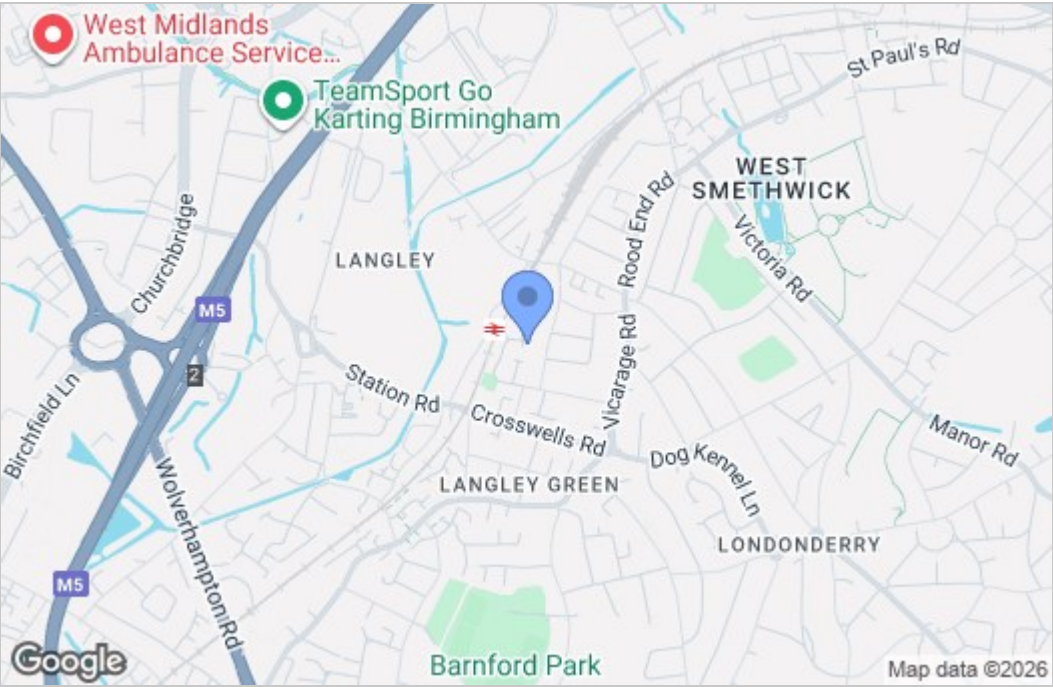 West Midlands
Ambulance Service...
TeamSport Go
Karting Birmingham
St Paul's Rd
WEST
SMETHWICK
Churchbridge
Rood End Rd
Victoria Rd
LANGLEY
M5
2
Birchfield Ln
Station Rd
Vicarage Rd
Crosswells Rd
Manor Rd
Dog Kennel Ln
LANGLEY GREEN
Wolverhampton Rd
LONDONDERRY
M5
Barnford Park
Google
Map data ©2026